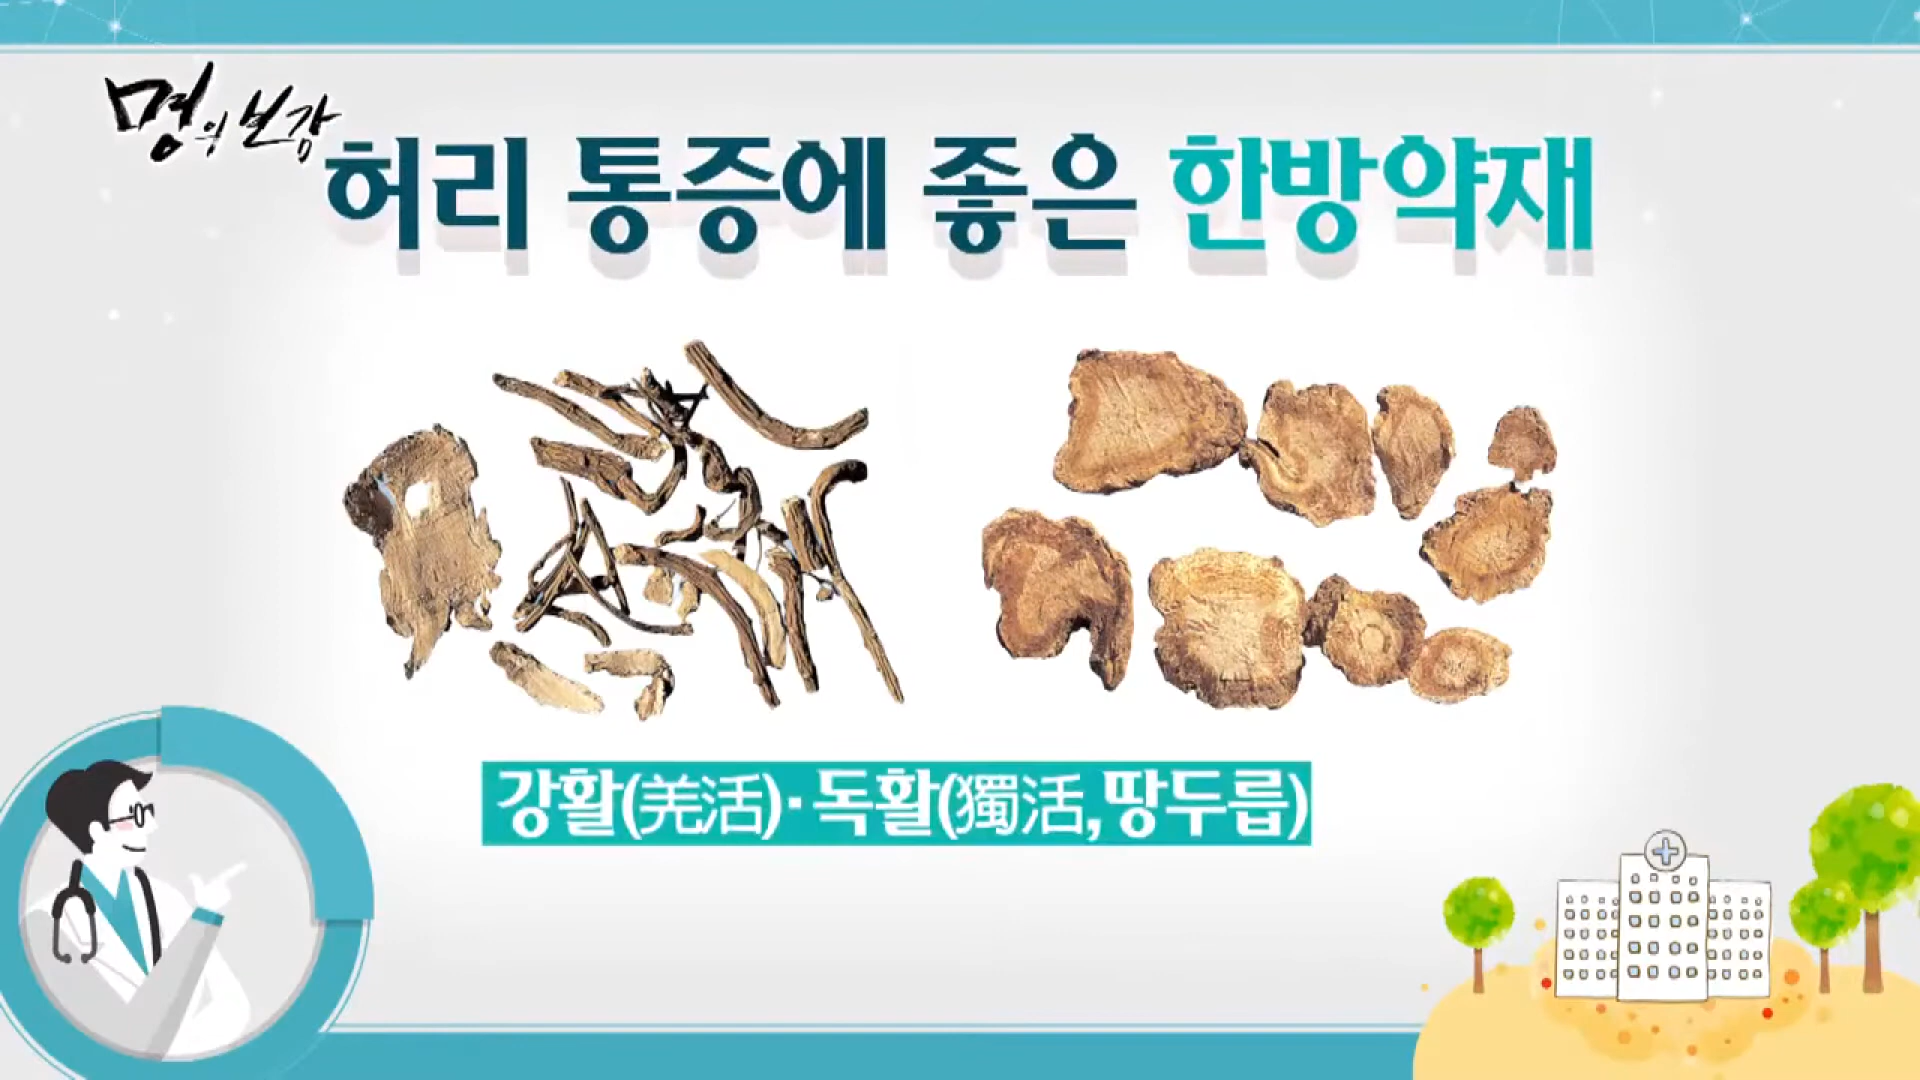 명의보감
허리 통증에 좋은 한방약재
강활(羌活)·독활(獨活, 땅두릅)